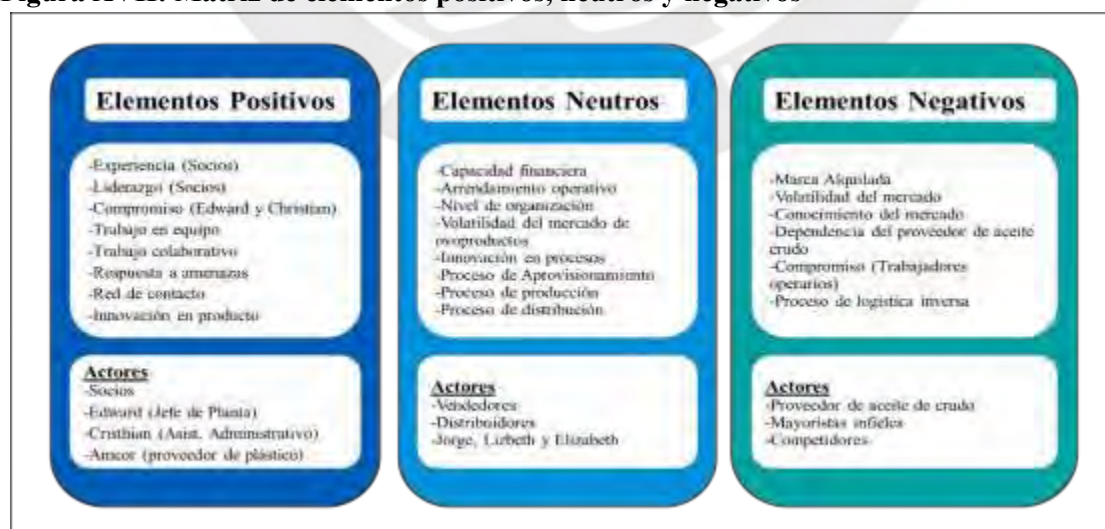 Figura XVII: Matriz de elementos positivos, neutros y negativos
Elementos Positivos
-Experiencia (Socios)
-Liderazgo (Socios)
-Compromiso (Edward y Christian)
-Trabajo en equipo
-Trabajo colaborativo
-Respuesta a amenazas
-Red de contacto
-Innovación en producto
Actores
-Socios
-Edward (Jefe de Planta)
-Cristhian (Asist. Administrativo)
-Amcor (proveedor de plástico)
Elementos Neutros
-Capacidad financiera
-Arrendamiento operativo
-Nivel de organización
-Volatilidad del mercado de
ovoproductos
-Innovación en procesos
-Proceso de Aprovisionamiento
-Proceso de producción
-Proceso de distribución
Actores
-Vendedores
-Distribuidores
-Jorge, Lizbeth y Elizabeth
Elementos Negativos
-Marca Alquilada
-Volatilidad del mercado
-Conocimiento del mercado
-Dependencia del proveedor de aceite
crudo
-Compromiso (Trabajadores
operarios)
-Proceso de logística inversa
Actores
-Proveedor de aceite de crudo
-Mayoristas infieles
-Competidores